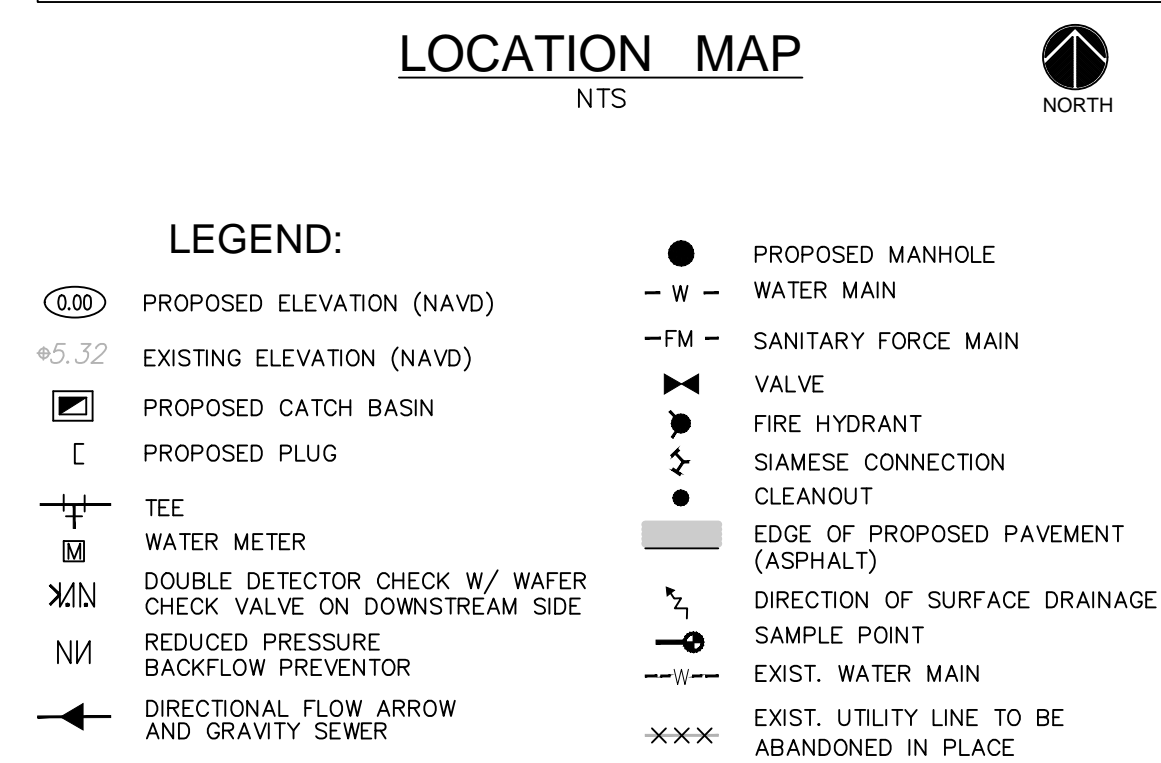 LOCATION MAP
NTS
NORTH
LEGEND:
0.00 PROPOSED ELEVATION (NAVD)
5.32 EXISTING ELEVATION (NAVD)
PROPOSED CATCH BASIN
PROPOSED PLUG
TEE
M WATER METER
DOUBLE DETECTOR CHECK W/ WAFER
CHECK VALVE ON DOWNSTREAM SIDE
REDUCED PRESSURE
BACKFLOW PREVENTOR
DIRECTIONAL FLOW ARROW
AND GRAVITY SEWER
PROPOSED MANHOLE
W WATER MAIN
FM SANITARY FORCE MAIN
VALVE
FIRE HYDRANT
SIAMESE CONNECTION
CLEANOUT
EDGE OF PROPOSED PAVEMENT
(ASPHALT)
DIRECTION OF SURFACE DRAINAGE
SAMPLE POINT
W EXIST. WATER MAIN
EXIST. UTILITY LINE TO BE
ABANDONED IN PLACE